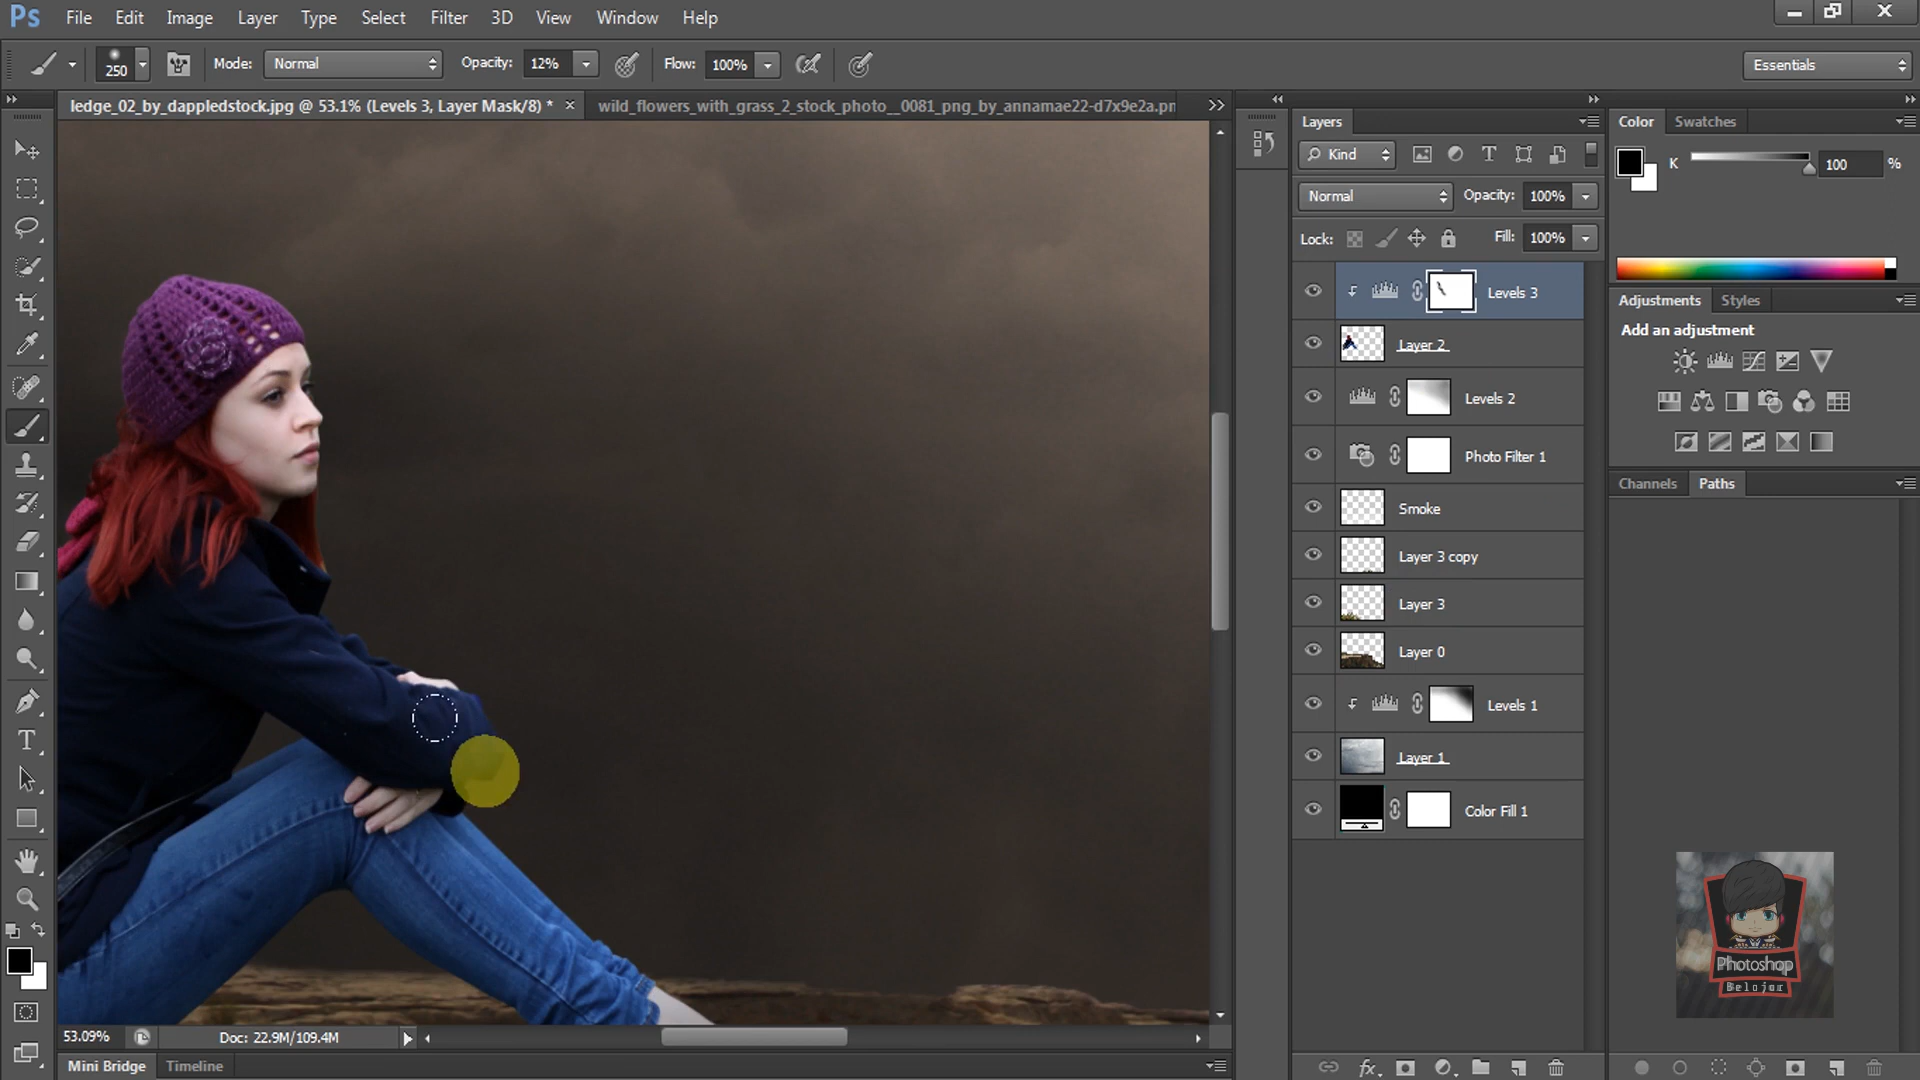 Ps File Edit Image Layer Type Select Filter 3D View Window Help
250 Mode: Normal Opacity: 12% Flow: 100% Essentials
ledge_02_by_dappledstock.jpg @ 53.1% (Levels 3, Layer Mask/8) * × wild_flowers_with_grass_2_stock_photo__0081_png_by_annamae22-d7x9e2a.pn
Layers
Kind
Normal Opacity: 100%
Lock: Fill: 100%
Levels 3
Layer 2
Levels 2
Photo Filter 1
Smoke
Layer 3 copy
Layer 3
Layer 0
Levels 1
Layer 1
Color Fill 1
fx
Color Swatches
K 100 %
Adjustments Styles
Add an adjustment
Channels Paths
Photoshop
Belajar
53.09% Doc: 22.9M/109.4M
Mini Bridge Timeline